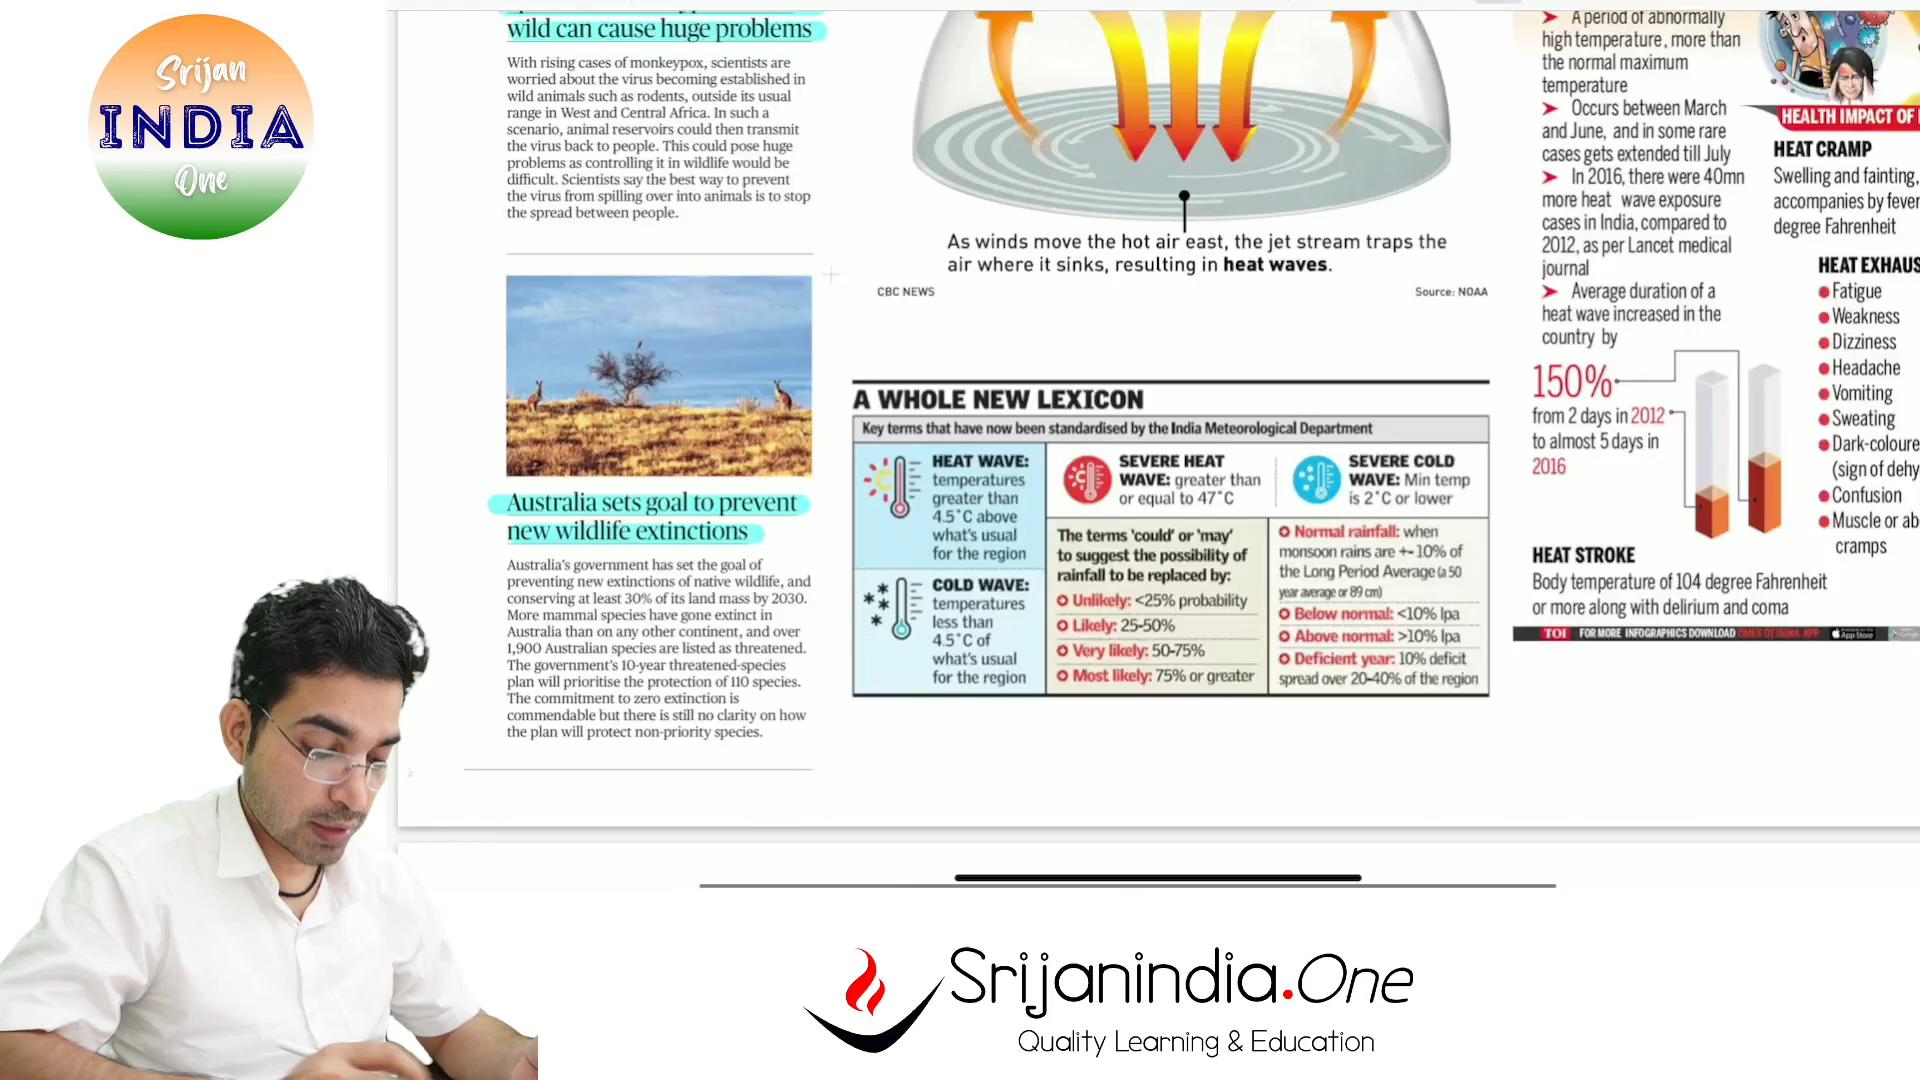 Srijan
INDIA
One
wild can cause huge problems
With rising cases of monkeypox, scientists are
worried about the virus becoming established in
wild animals such as rodents, outside its usual
range in West and Central Africa. In such a
scenario, animal reservoirs could then transmit
the virus back to people. This could pose huge
problems as controlling it in wildlife would be
difficult. Scientists say the best way to prevent
the virus from spilling over into animals is to stop
the spread between people.
Australia sets goal to prevent
new wildlife extinctions
Australia's government has set the goal of
preventing new extinctions of native wildlife, and
conserving at least 30% of its land mass by 2030.
More mammal species have gone extinct in
Australia than on any other continent, and over
1,900 Australian species are listed as threatened.
The government's 10-year threatened-species
plan will prioritise the protection of 110 species.
The commitment to zero extinction is
commendable but there is still no clarity on how
the plan will protect non-priority species.
As winds move the hot air east, the jet stream traps the
air where it sinks, resulting in heat waves.
CBC NEWS
Source: NOAA
A WHOLE NEW LEXICON
Key terms that have now been standardised by the India Meteorological Department
HEAT WAVE:
temperatures
greater than
4.5°C above
what's usual
for the region
COLD WAVE:
temperatures
less than
4.5°C of
what's usual
for the region
SEVERE HEAT
WAVE: greater than
or equal to 47°C
SEVERE COLD
WAVE: Min temp
is 2°C or lower
The terms 'could' or 'may'
to suggest the possibility of
rainfall to be replaced by:
Unlikely: <25% probability
Likely: 25-50%
Very likely: 50-75%
Most likely: 75% or greater
Normal rainfall: when
monsoon rains are +-10% of
the Long Period Average (a 50
year average or 89 cm)
Below normal: <10% lpa
Above normal: >10% lpa
Deficient year: 10% deficit
spread over 20-40% of the region
A period of abnormally
high temperature, more than
the normal maximum
temperature
Occurs between March
and June, and in some rare
cases gets extended till July
In 2016, there were 40mn
more heat wave exposure
cases in India, compared to
2012, as per Lancet medical
journal
Average duration of a
heat wave increased in the
country by
150%
from 2 days in 2012
to almost 5 days in
2016
HEALTH IMPACT OF
HEAT CRAMP
Swelling and fainting,
accompanies by fever
degree Fahrenheit
HEAT EXHAUS
Fatigue
Weakness
Dizziness
Headache
Vomiting
Sweating
Dark-coloure
(sign of dehy
Confusion
Muscle or ab
cramps
HEAT STROKE
Body temperature of 104 degree Fahrenheit
or more along with delirium and coma
TOI FOR MORE INFOGRAPHICS DOWNLOAD TIMES OF INDIA APP App Store
Srijanindia.One
Quality Learning & Education